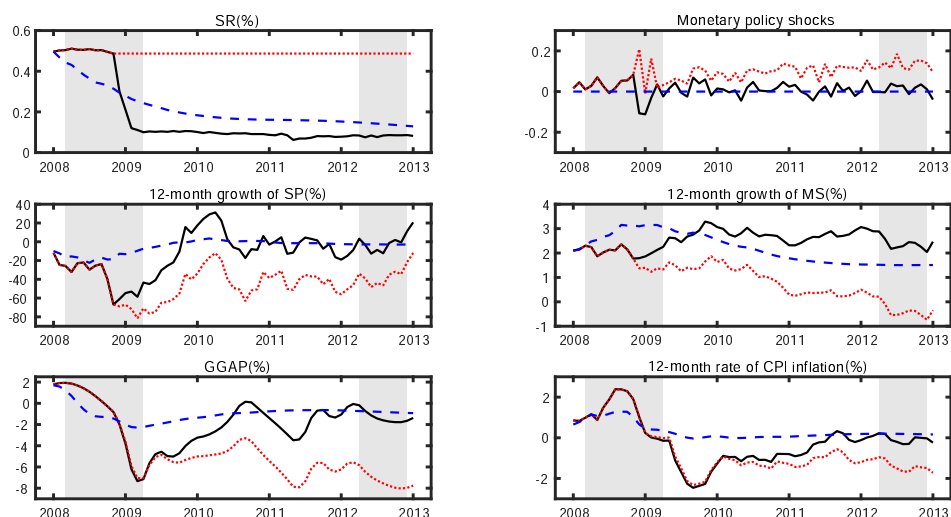 SR(%)
0.6
0.4
0.2
0
2008 2009 2010 2011 2012 2013
Monetary policy shocks
0.2
0
-0.2
2008 2009 2010 2011 2012 2013
12-month growth of SP(%)
40
20
0
-20
-40
-60
-80
2008 2009 2010 2011 2012 2013
12-month growth of MS(%)
4
3
2
1
0
-1
2008 2009 2010 2011 2012 2013
GGAP(%)
2
0
-2
-4
-6
-8
2008 2009 2010 2011 2012 2013
12-month rate of CPI inflation(%)
2
0
-2
2008 2009 2010 2011 2012 2013